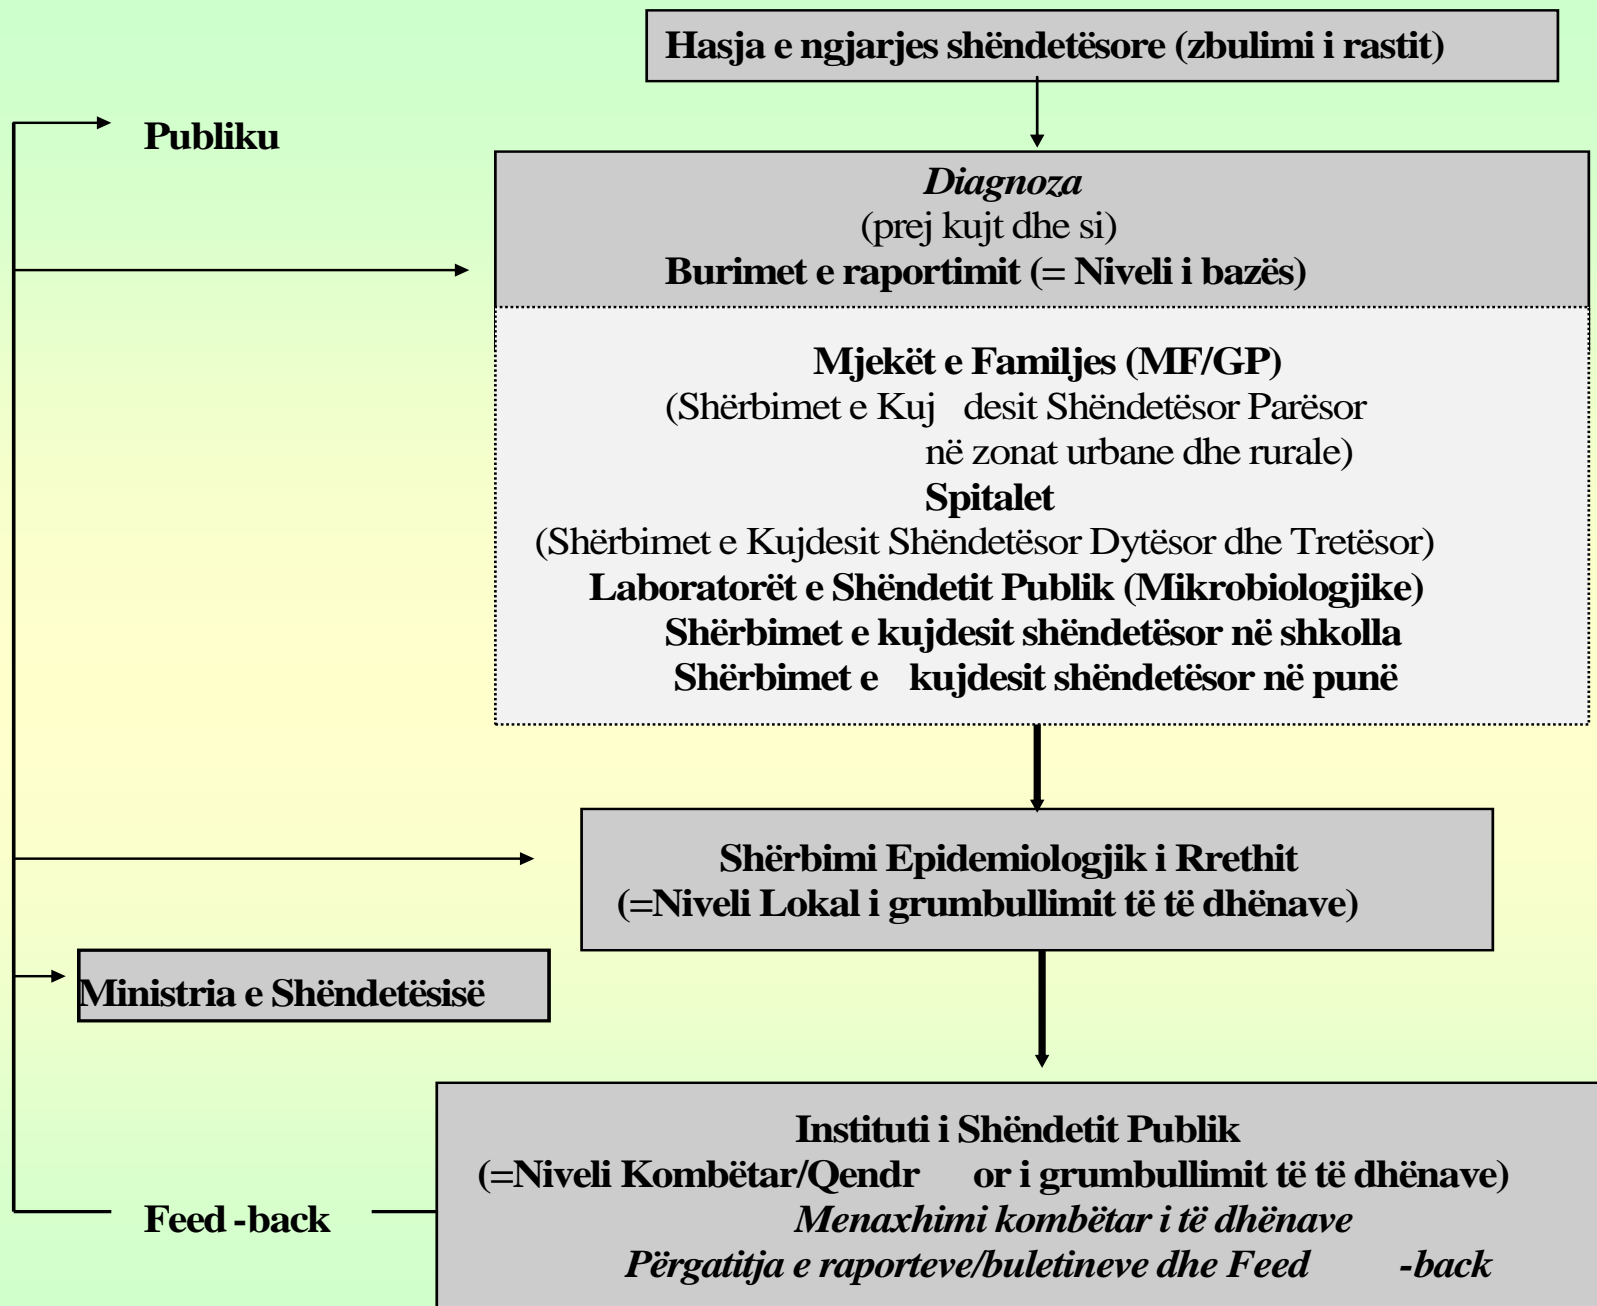 Hasja e ngjarjes shëndetësore (zbulimi i rastit)
Publiku
Diagnoza
(prej kujt dhe si)
Burimet e raportimit (= Niveli i bazës)
Mjekët e Familjes (MF/GP)
(Shërbimet e Kuj desit Shëndetësor Parësor
në zonat urbane dhe rurale)
Spitalet
(Shërbimet e Kujdesit Shëndetësor Dytësor dhe Tretësor)
Laboratorët e Shëndetit Publik (Mikrobiologjike)
Shërbimet e kujdesit shëndetësor në shkolla
Shërbimet e kujdesit shëndetësor në punë
Shërbimi Epidemiologjik i Rrethit
(=Niveli Lokal i grumbullimit të të dhënave)
Ministria e Shëndetësisë
Instituti i Shëndetit Publik
(=Niveli Kombëtar/Qendr or i grumbullimit të të dhënave)
Feed -back
Menaxhimi kombëtar i të dhënave
Përgatitja e raporteve/buletineve dhe Feed -back